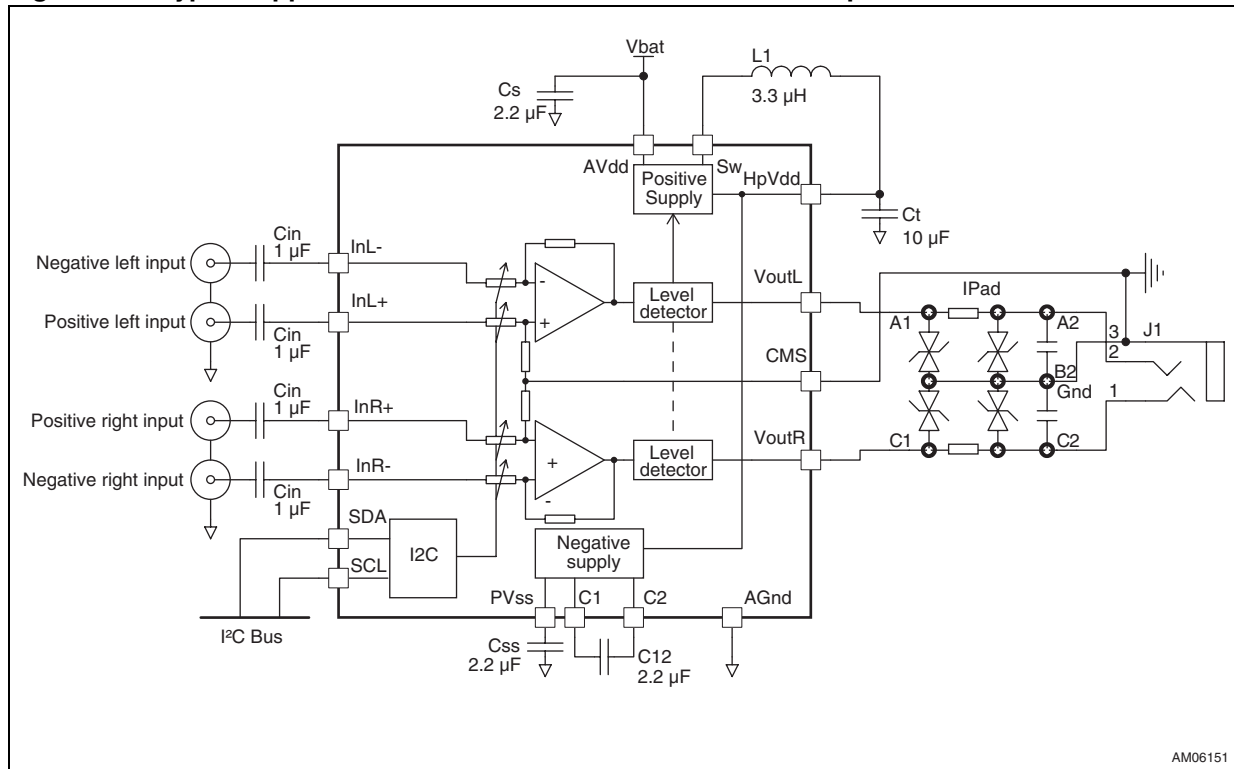 Vbat
L1
3.3 µH
Cs
2.2 µF
AVdd
Sw
HpVdd
Positive
Supply
Ct
10 µF
Cin
1 µF
InL-
Negative left input
InL+
Positive left input
Cin
1 µF
-
+
Level
detector
VoutL
IPad
A1
A2
J1
3
2
CMS
B2
Gnd
1
Cin
1 µF
InR+
Positive right input
InR-
Negative right input
Cin
1 µF
+
-
Level
detector
VoutR
C1
C2
SDA
SCL
I2C
I²C Bus
Negative
supply
PVss
C1
C2
AGnd
Css
2.2 µF
C12
2.2 µF
AM06151